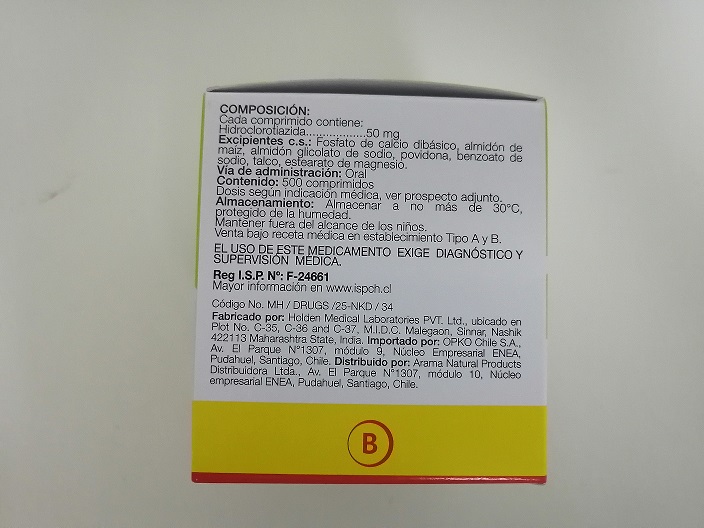 COMPOSICIÓN:
Cada comprimido contiene:
Hidroclorotiazida..................50 mg
Excipientes c.s.: Fosfato de calcio dibásico, almidón de
maíz, almidón glicolato de sodio, povidona, benzoato de
sodio, talco, estearato de magnesio.
Vía de administración: Oral
Contenido: 500 comprimidos
Dosis según indicación médica, ver prospecto adjunto.
Almacenamiento: Almacenar a no más de 30°C,
protegido de la humedad.
Mantener fuera del alcance de los niños.
Venta bajo receta médica en establecimiento Tipo A y B.
EL USO DE ESTE MEDICAMENTO EXIGE DIAGNÓSTICO Y
SUPERVISIÓN MÉDICA.
Reg I.S.P. Nº: F-24661
Mayor información en www.ispch.cl
Código No. MH / DRUGS /25-NKD / 34
Fabricado por: Holden Medical Laboratories PVT. Ltd., ubicado en
Plot No. C-35, C-36 and C-37, M.I.D.C. Malegaon, Sinnar, Nashik
422113 Maharashtra State, India. Importado por: OPKO Chile S.A.,
Av. El Parque N°1307, módulo 9, Núcleo Empresarial ENEA,
Pudahuel, Santiago, Chile. Distribuido por: Arama Natural Products
Distribuidora Ltda., Av. El Parque N°1307, módulo 10, Núcleo
empresarial ENEA, Pudahuel, Santiago, Chile.
B